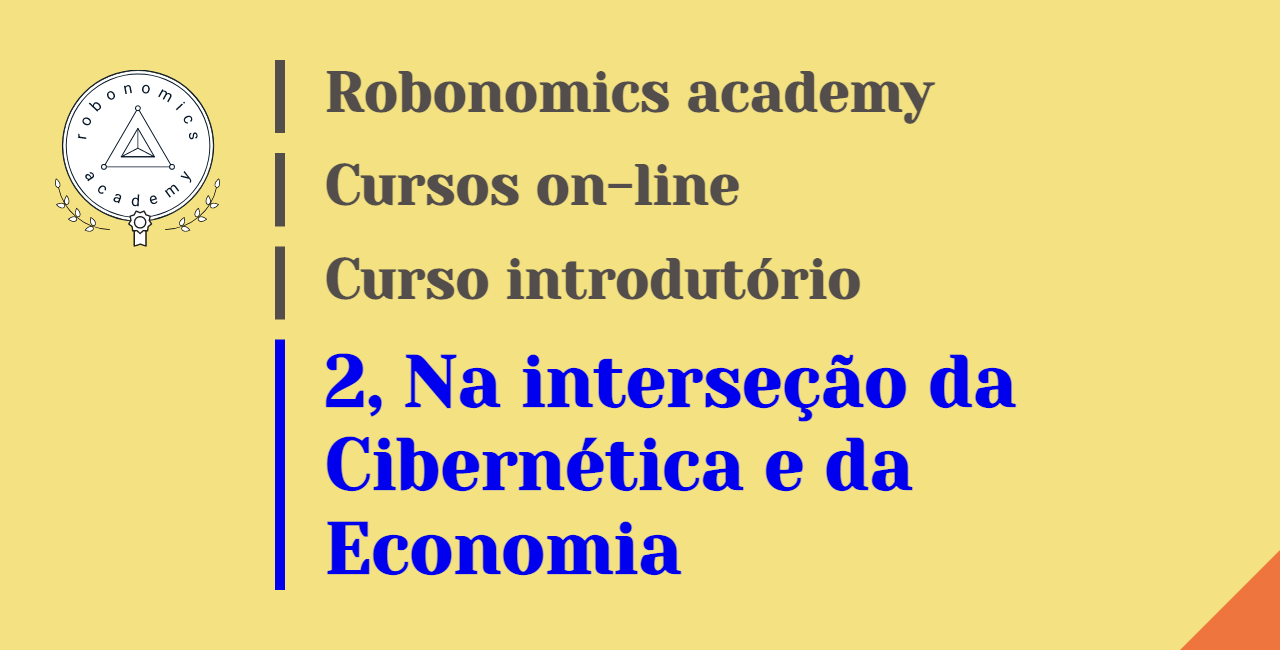 robonomics
academy
Robonomics academy
Cursos on-line
Curso introdutório
2, Na interseção da
Cibernética e da
Economia